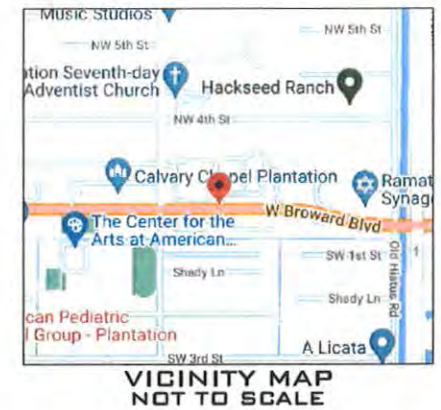 Music Studios
NW 5th St
NW 5th St
tion Seventh-day
Adventist Church
Hackseed Ranch
NW 4th St
Calvary Ch pel Plantation
Ramat
Synag
W Broward Blvd
The Center for the
Arts at American...
SW 1st St
Old Hiatus Rd
Shady Ln
Shady Ln
can Pediatric
l Group - Plantation
A Licata
SW 3rd St
VICINITY MAP
NOT TO SCALE